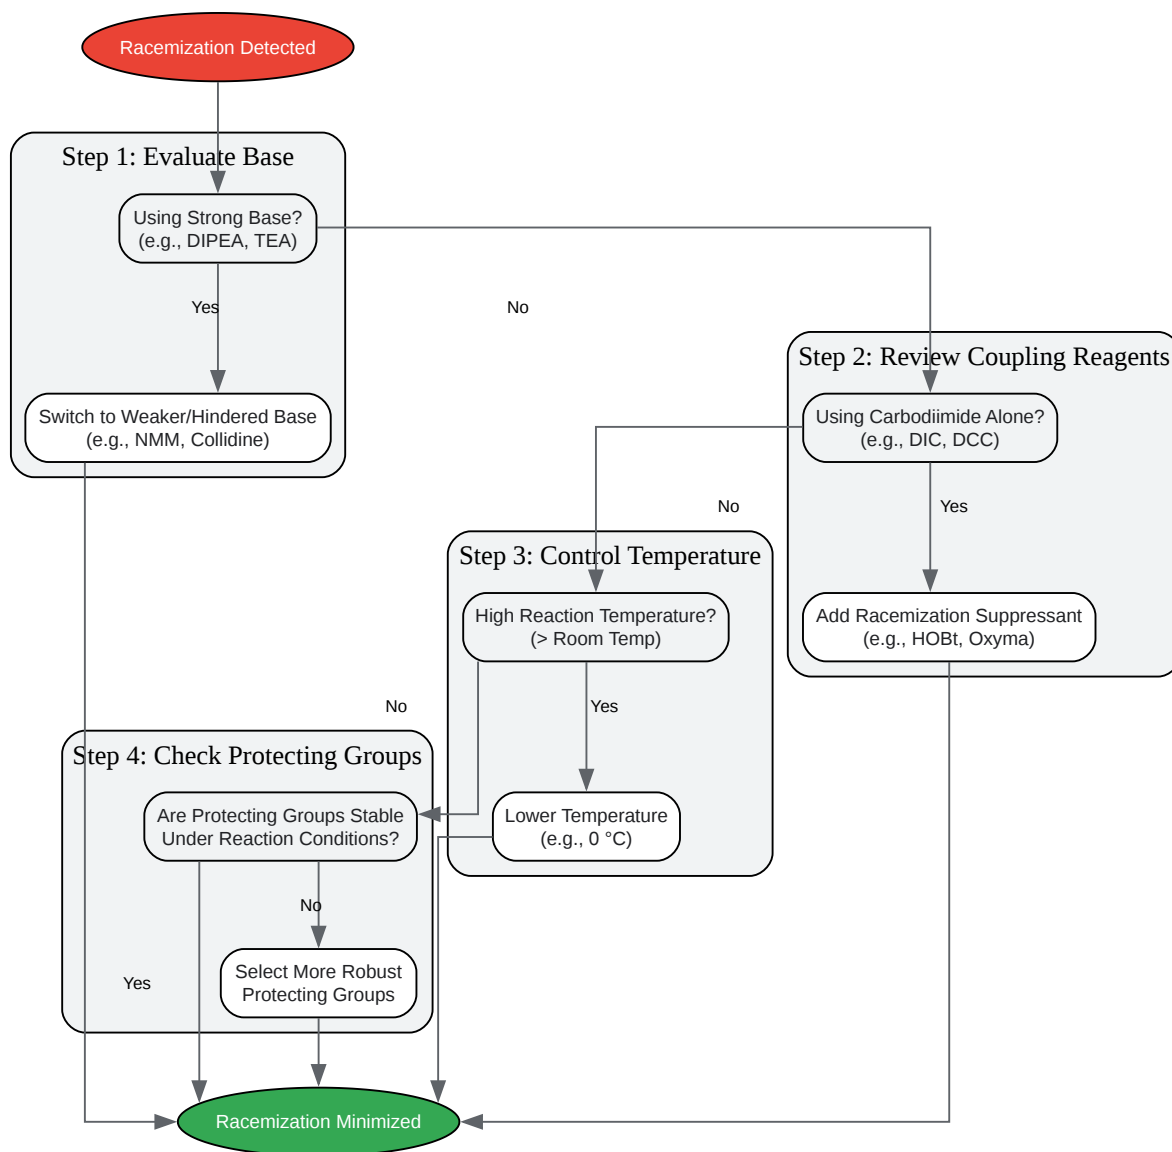 Racemization Detected
Step 1: Evaluate Base
Using Strong Base?
(e.g., DIPEA, TEA)
Yes
No
Switch to Weaker/Hindered Base
(e.g., NMM, Collidine)
Step 2: Review Coupling Reagents
Using Carbodiimide Alone?
(e.g., DIC, DCC)
No
Yes
Step 3: Control Temperature
High Reaction Temperature?
(> Room Temp)
Add Racemization Suppressant
(e.g., HOBt, Oxyma)
No
Yes
Step 4: Check Protecting Groups
Are Protecting Groups Stable
Under Reaction Conditions?
Lower Temperature
(e.g., 0 °C)
No
Yes
Select More Robust
Protecting Groups
Racemization Minimized